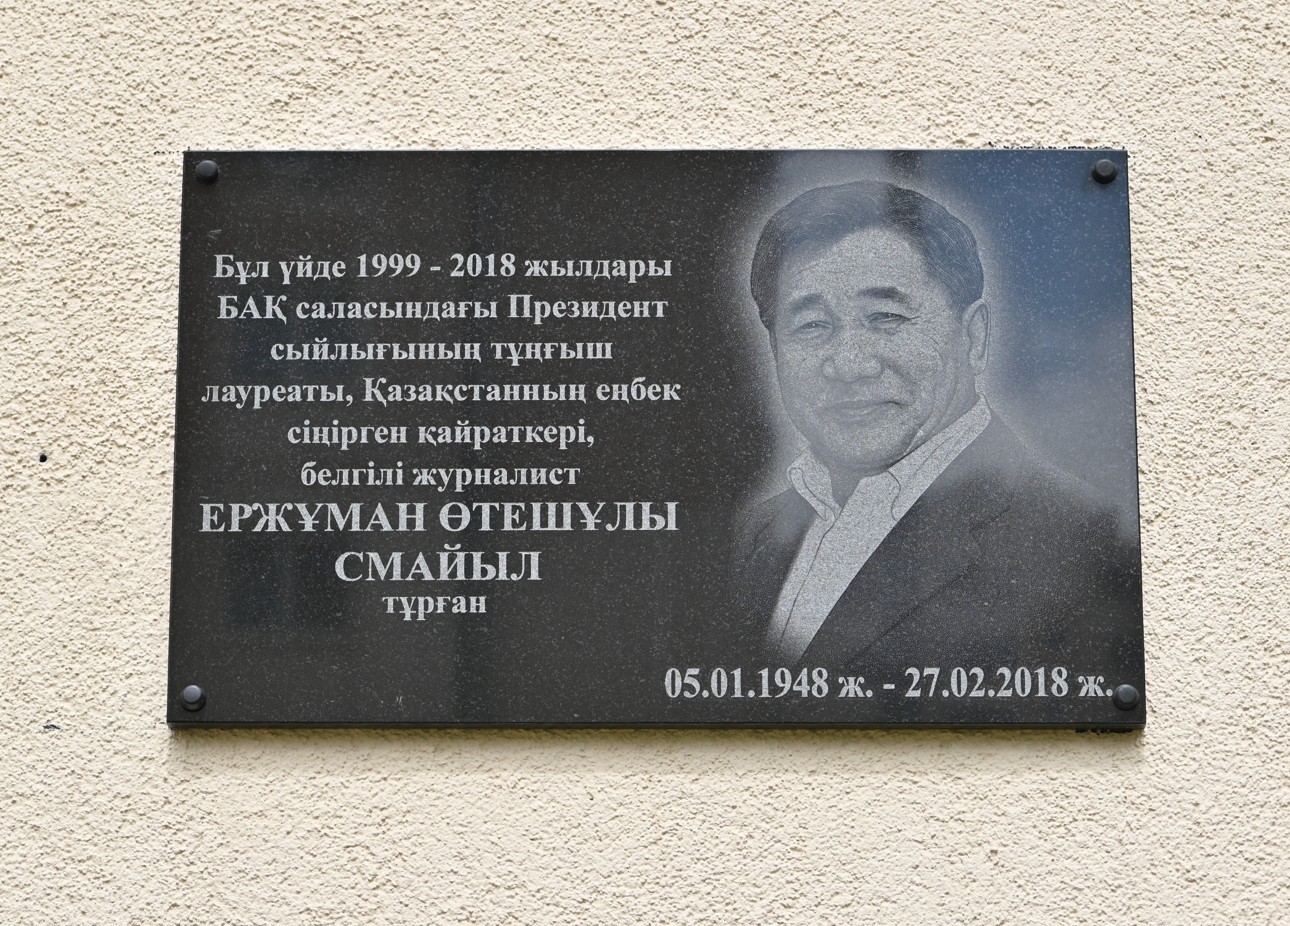 Бұл үйде 1999 - 2018 жылдары
БАҚ саласындағы Президент
сыйлығының тұңғыш
лауреаты, Қазақстанның еңбек
сіңірген қайраткері,
белгілі журналист
ЕРЖҰМАН ӨТЕШҰЛЫ
СМАЙЫЛ
тұрған
05.01.1948 ж. - 27.02.2018 ж.